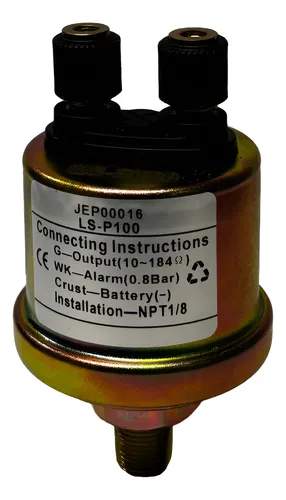 JEP00016
LS-P100
Connecting Instructions
G—Output(10~184Ω)
WK—Alarm(0.8Bar)
Crust—Battery(-)
Installation—NPT1/8
CE